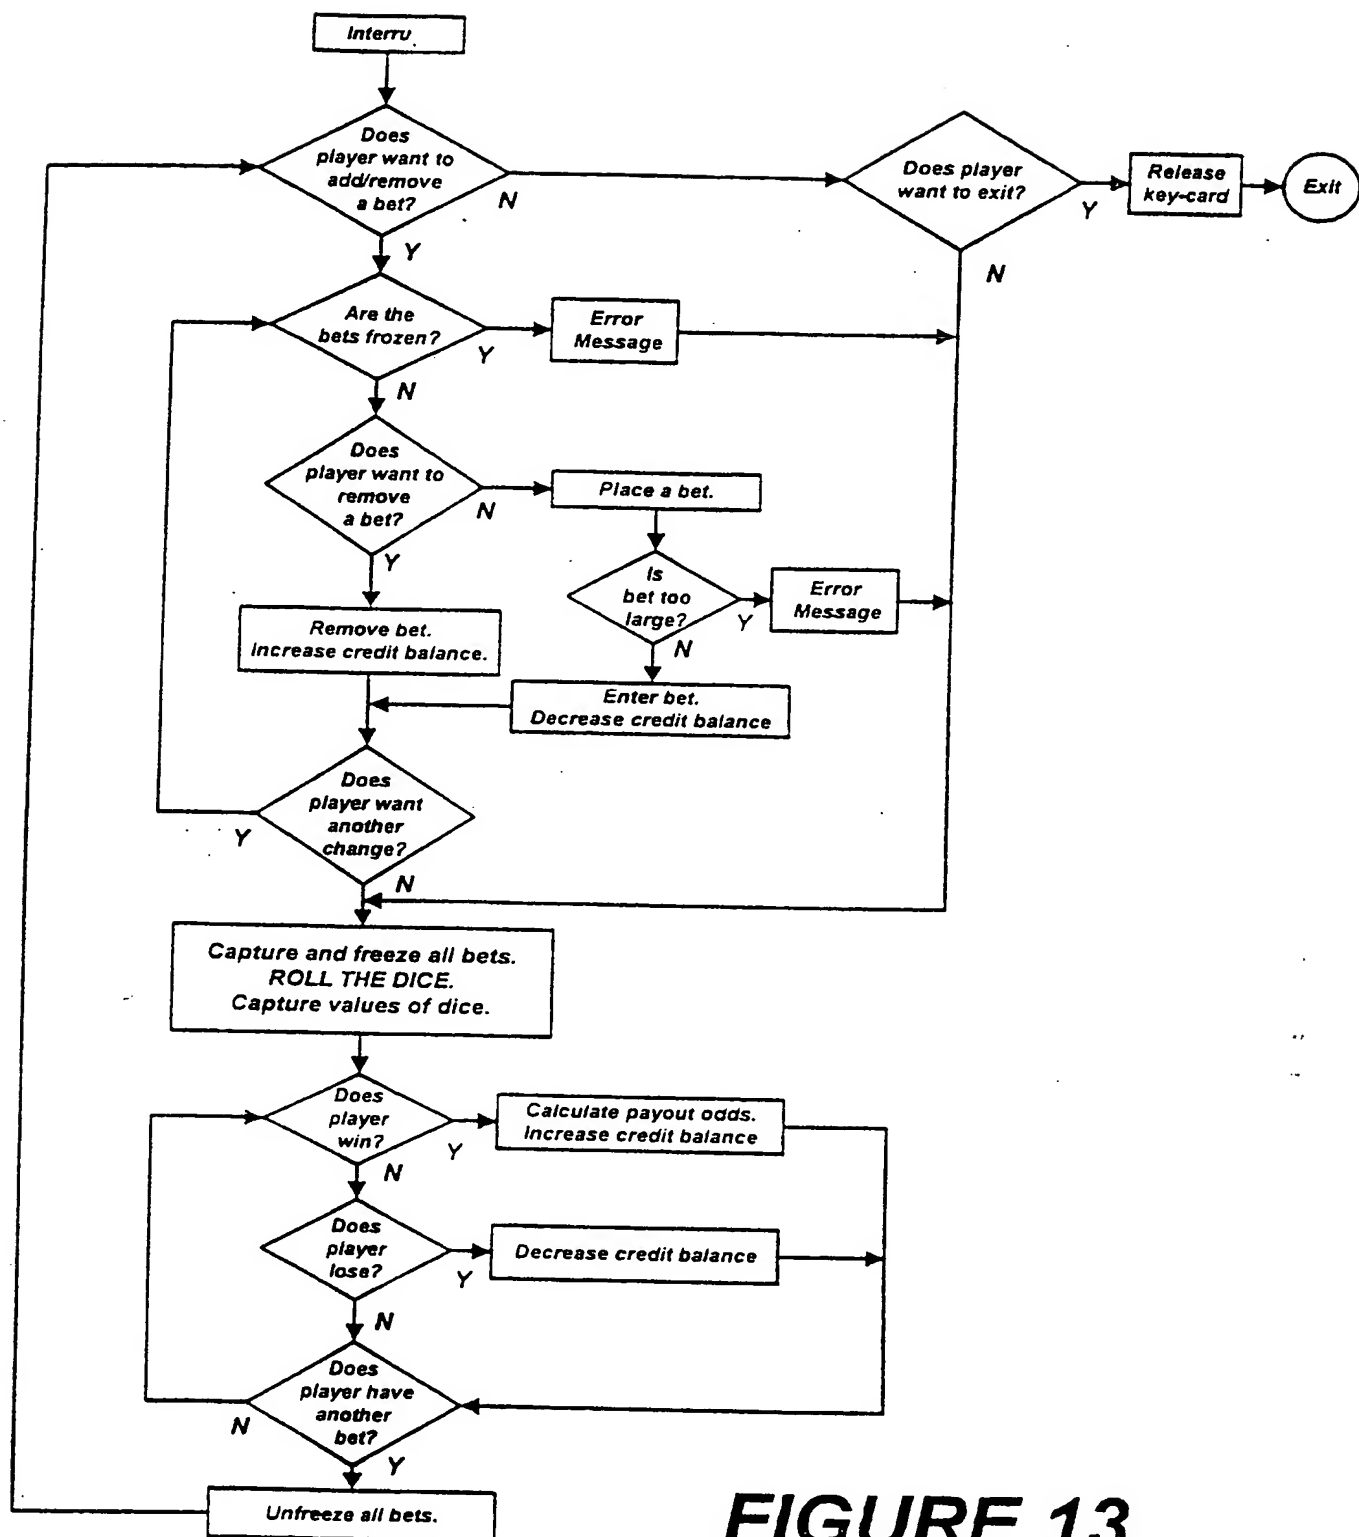 Interru
Does
player want to
add/remove
a bet?
N
Y
Does player
want to exit?
Y
N
Release
key-card
Exit
Are the
bets frozen?
Y
N
Error
Message
Does
player want to
remove
a bet?
N
Y
Place a bet.
Is
bet too
large?
Y
N
Error
Message
Remove bet.
Increase credit balance.
Enter bet.
Decrease credit balance
Does
player want
another
change?
Y
N
Capture and freeze all bets.
ROLL THE DICE.
Capture values of dice.
Does
player
win?
Y
N
Calculate payout odds.
Increase credit balance
Does
player
lose?
Y
N
Decrease credit balance
Does
player have
another
bet?
N
Y
Unfreeze all bets.
FIGURE 13